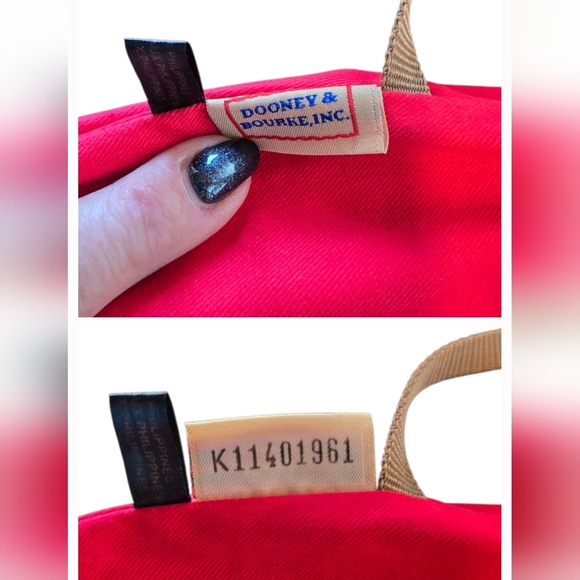 DOONEY &
BOURKE, INC.
K11401961
PHILIPPINES